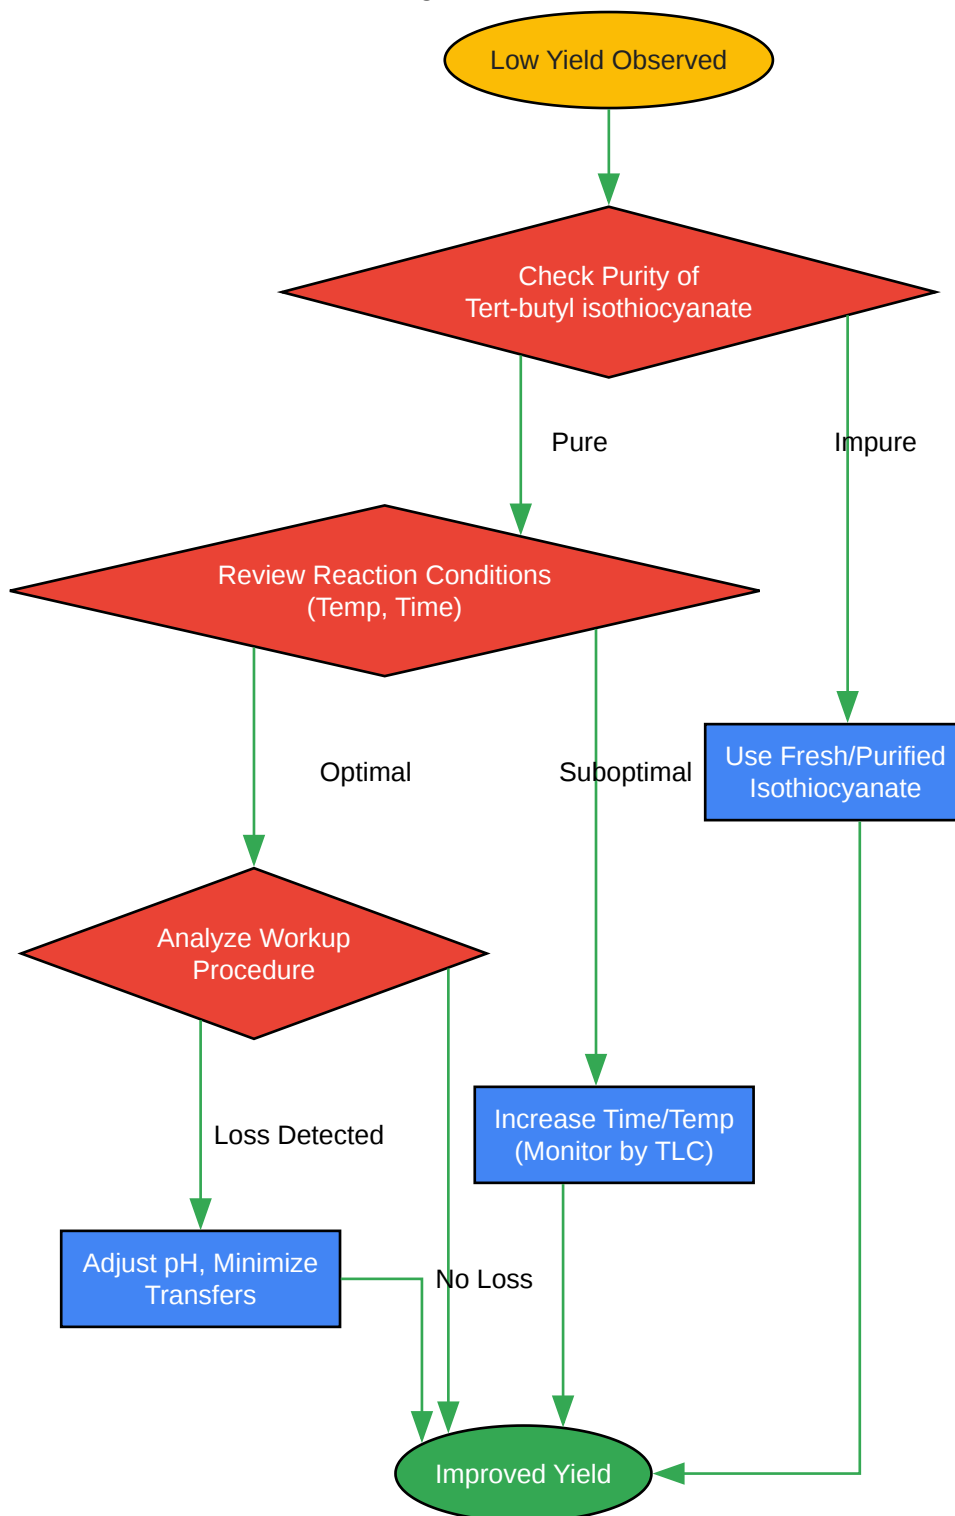 Low Yield Observed
Check Purity of
Tert-butyl isothiocyanate
Pure
Impure
Review Reaction Conditions
(Temp, Time)
Optimal
Suboptimal
Use Fresh/Purified
Isothiocyanate
Analyze Workup
Procedure
Loss Detected
Increase Time/Temp
(Monitor by TLC)
Adjust pH, Minimize
Transfers
No Loss
Improved Yield